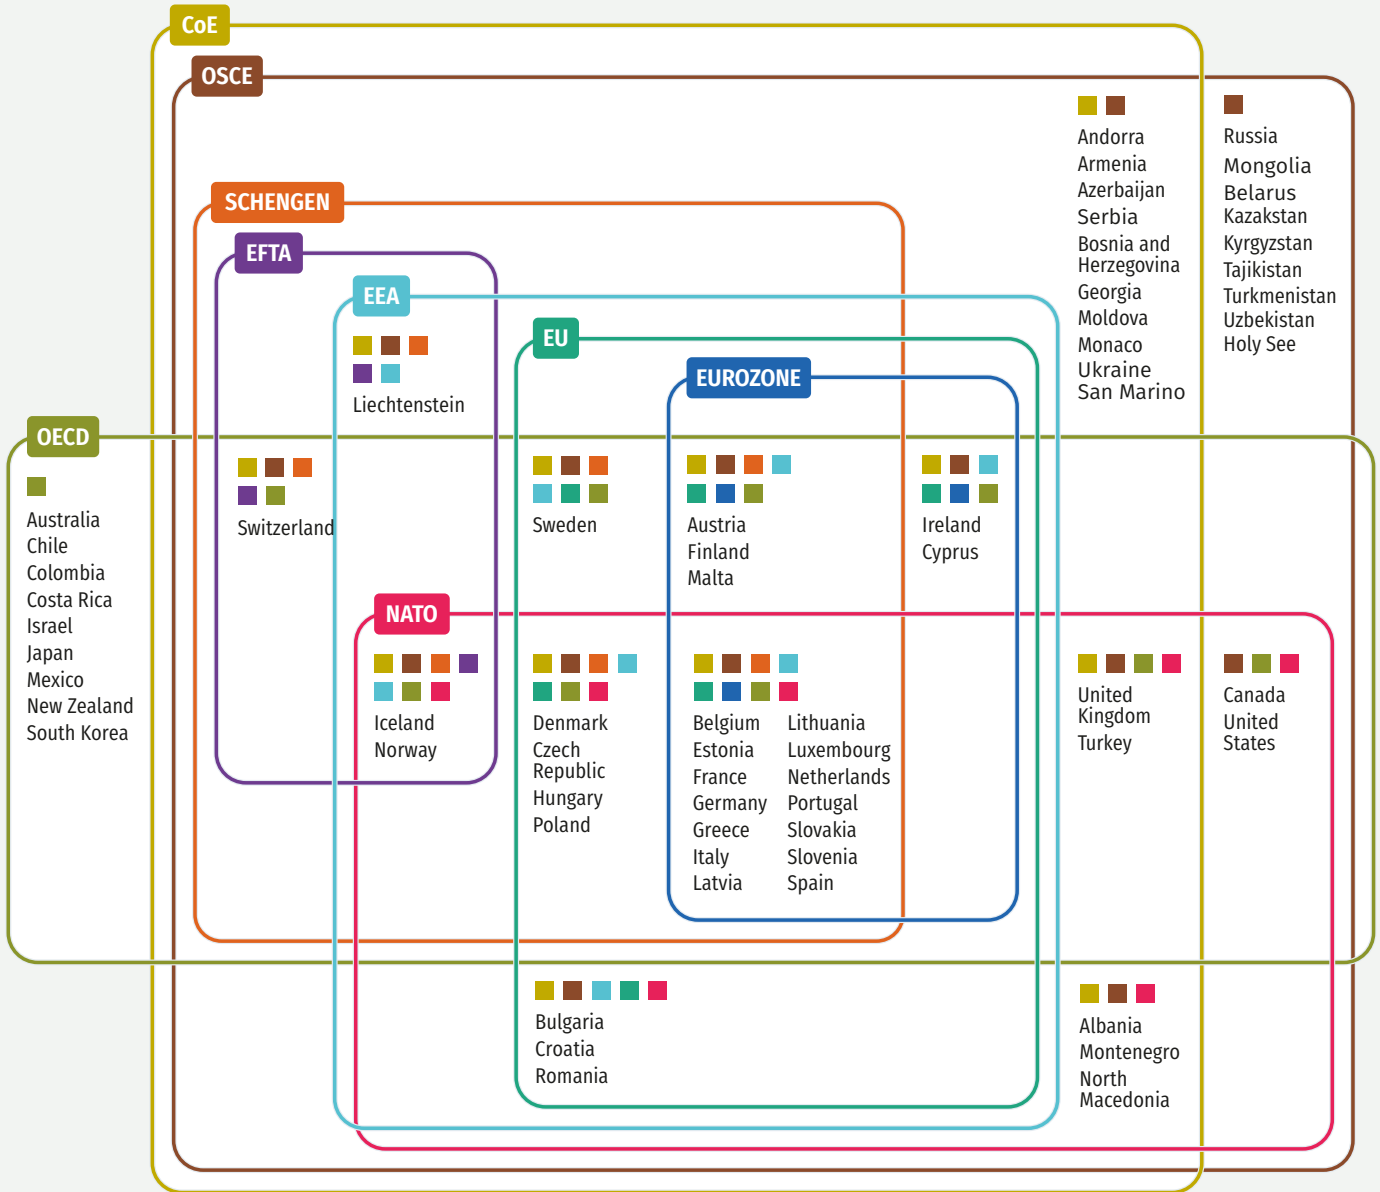 CoE
OSCE
Andorra
Armenia
Azerbaijan
Serbia
Bosnia and
Herzegovina
Georgia
Moldova
Monaco
Ukraine
San Marino
Russia
Mongolia
Belarus
Kazakstan
Kyrgyzstan
Tajikistan
Turkmenistan
Uzbekistan
Holy See
SCHENGEN
EFTA
EEA
Liechtenstein
EU
EUROZONE
OECD
Australia
Chile
Colombia
Costa Rica
Israel
Japan
Mexico
New Zealand
South Korea
Switzerland
Sweden
Austria
Finland
Malta
Ireland
Cyprus
NATO
Iceland
Norway
Denmark
Czech
Republic
Hungary
Poland
Belgium
Estonia
France
Germany
Greece
Italy
Latvia
Lithuania
Luxembourg
Netherlands
Portugal
Slovakia
Slovenia
Spain
United
Kingdom
Turkey
Canada
United
States
Bulgaria
Croatia
Romania
Albania
Montenegro
North
Macedonia